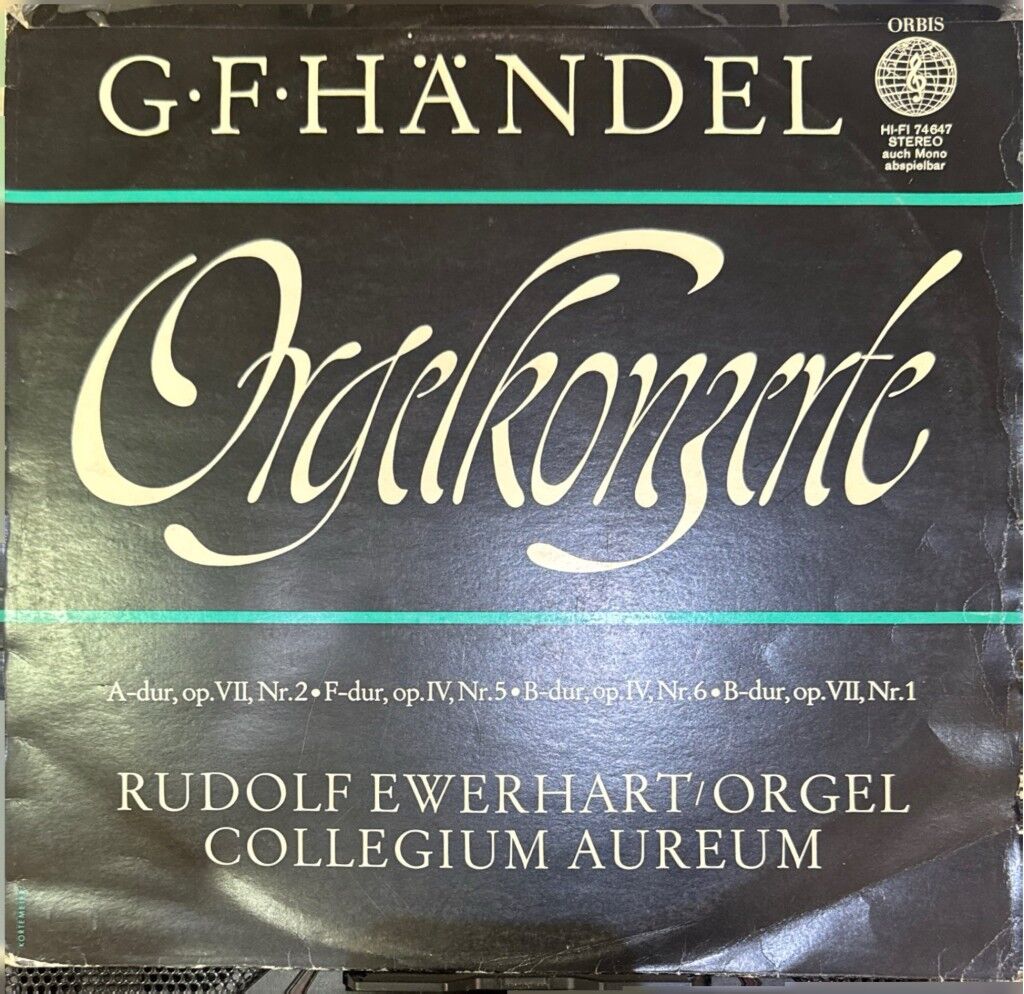 G·F·HÄNDEL
ORBIS
HI-FI 74647
STEREO
auch Mono
abspielbar
Orgelkonzerte
A-dur, op. VII, Nr. 2 • F-dur, op. IV, Nr. 5 • B-dur, op. IV, Nr. 6 • B-dur, op. VII, Nr. 1
RUDOLF EWERHART/ORGEL
COLLEGIUM AUREUM